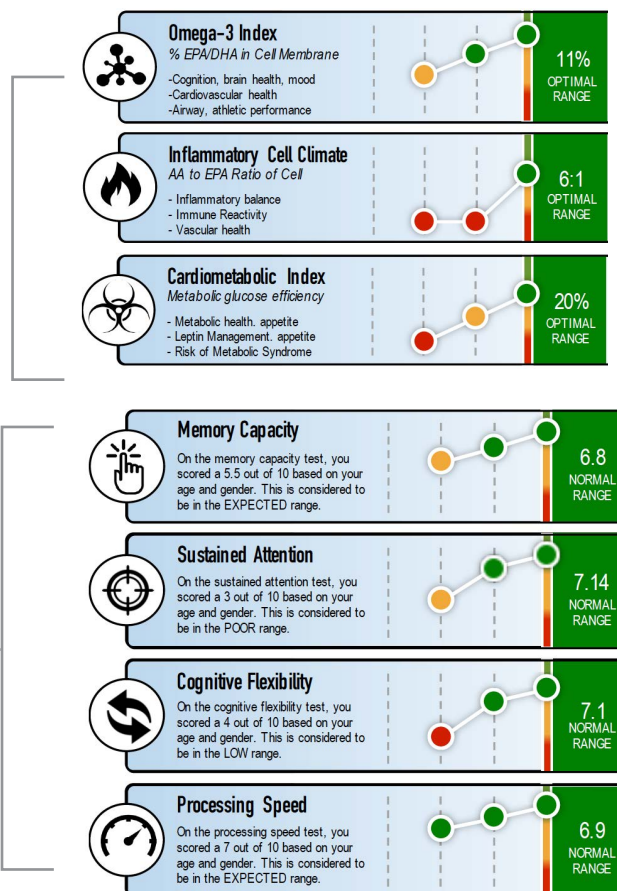 Omega-3 Index
% EPA/DHA in Cell Membrane
-Cognition, brain health, mood
-Cardiovascular health
-Airway, athletic performance
11%
OPTIMAL
RANGE
Inflammatory Cell Climate
AA to EPA Ratio of Cell
- Inflammatory balance
- Immune Reactivity
- Vascular health
6:1
OPTIMAL
RANGE
Cardiometabolic Index
Metabolic glucose efficiency
- Metabolic health. appetite
- Leptin Management. appetite
- Risk of Metabolic Syndrome
20%
OPTIMAL
RANGE
Memory Capacity
On the memory capacity test, you
scored a 5.5 out of 10 based on your
age and gender. This is considered to
be in the EXPECTED range.
6.8
NORMAL
RANGE
Sustained Attention
On the sustained attention test, you
scored a 3 out of 10 based on your
age and gender. This is considered to
be in the POOR range.
7.14
NORMAL
RANGE
Cognitive Flexibility
On the cognitive flexibility test, you
scored a 4 out of 10 based on your
age and gender. This is considered to
be in the LOW range.
7.1
NORMAL
RANGE
Processing Speed
On the processing speed test, you
scored a 7 out of 10 based on your
age and gender. This is considered to
be in the EXPECTED range.
6.9
NORMAL
RANGE